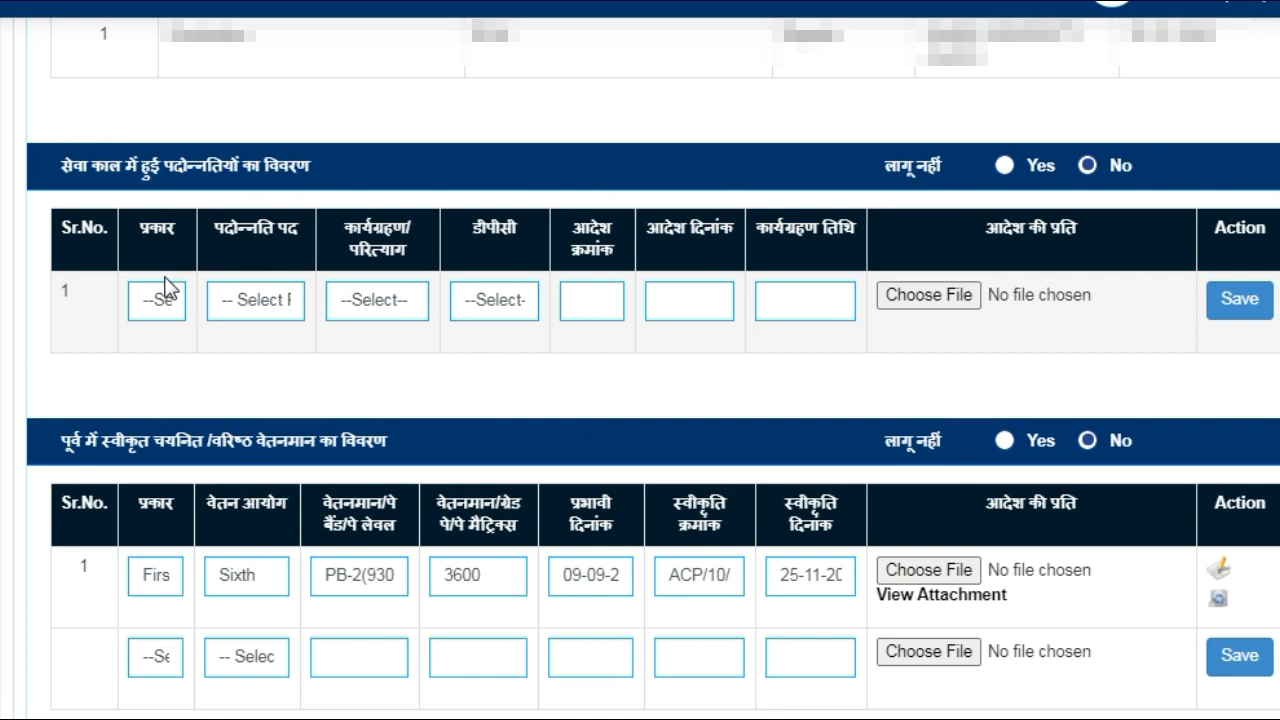 1
सेवा काल में हुई पदोन्नतियों का विवरण लागू नहीं Yes No
Sr.No. प्रकार पदोन्नति पद कार्यग्रहण/ परित्याग डीपीसी आदेश क्रमांक आदेश दिनांक कार्यग्रहण तिथि आदेश की प्रति Action
1 --Se -- Select --Select-- --Select- Choose File No file chosen Save
पूर्व में स्वीकृत चयनित /वरिष्ठ वेतनमान का विवरण लागू नहीं Yes No
Sr.No. प्रकार वेतन आयोग वेतनमान/पे बैंड/पे लेवल वेतनमान/ग्रेड पे/पे मैट्रिक्स प्रभावी दिनांक स्वीकृति क्रमांक स्वीकृति दिनांक आदेश की प्रति Action
1 Firs Sixth PB-2(930 3600 09-09-2 ACP/10/ 25-11-20 Choose File No file chosen
View Attachment
--Se -- Selec Choose File No file chosen Save